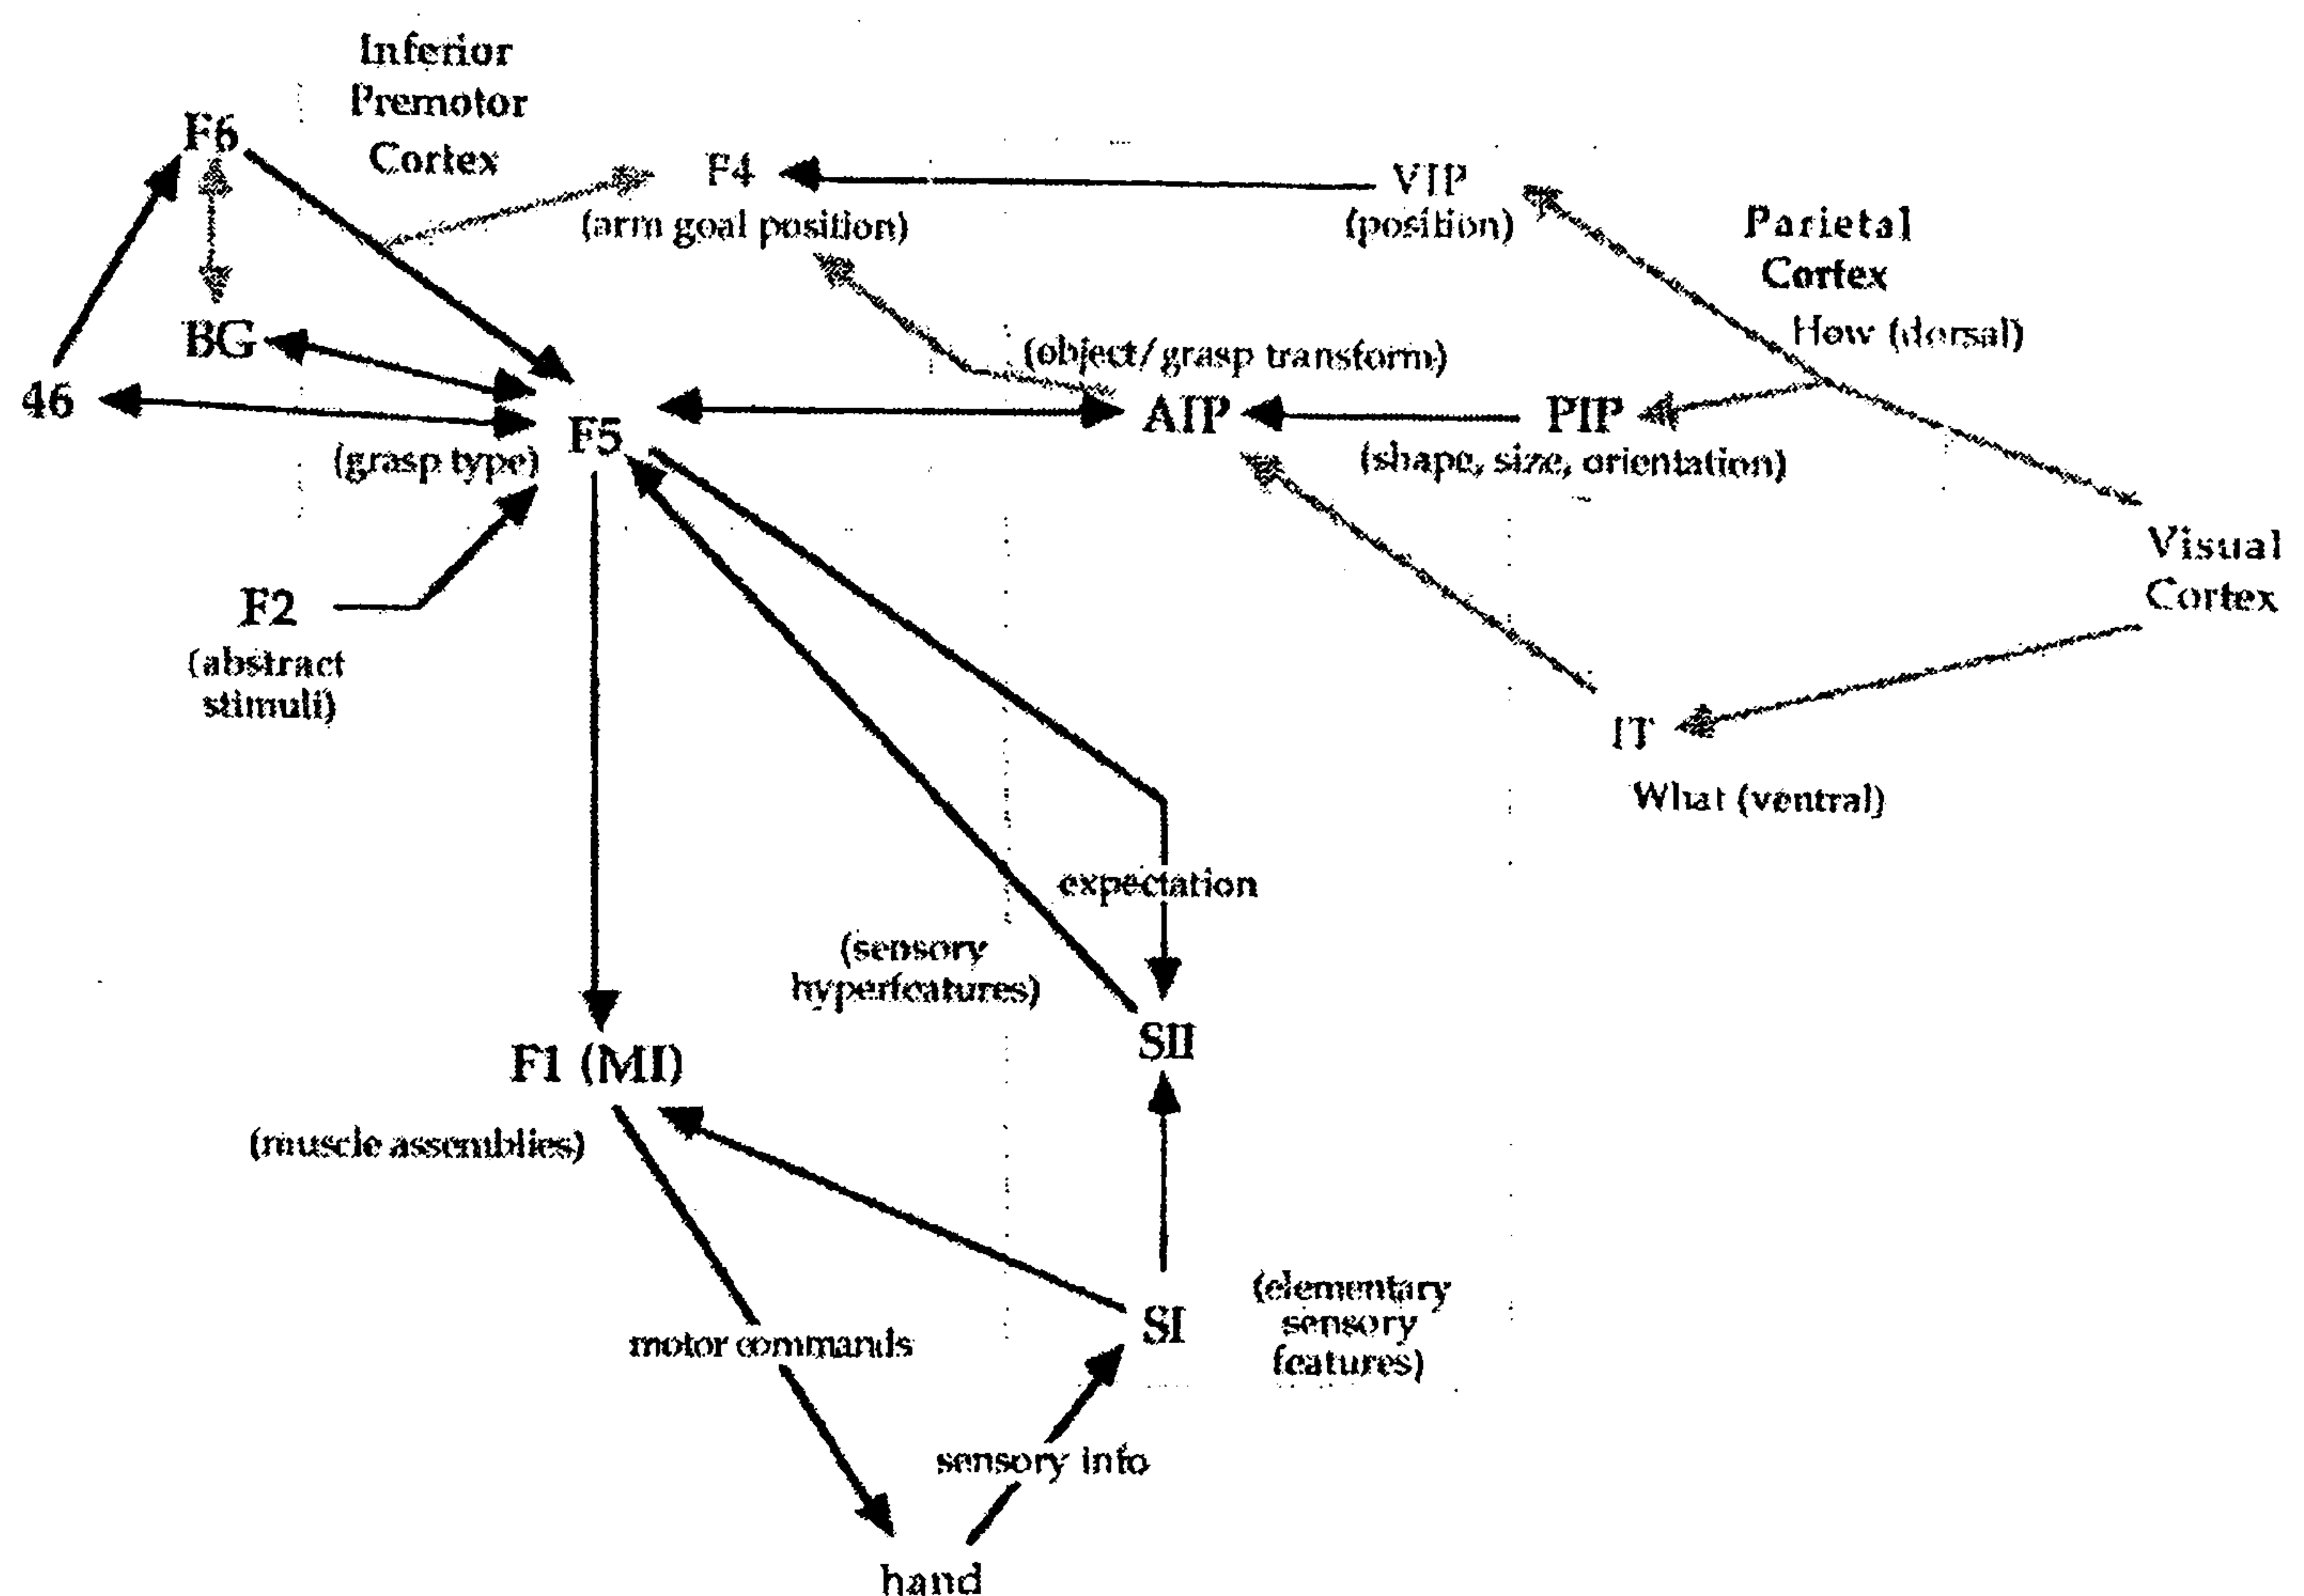 Inferior
Premotor
Cortex
F6
F4
(arm goal position)
VIP
(position)
Parietal
Cortex
How (dorsal)
BG
46
(object/grasp transform)
F5
(grasp type)
AIP
PIP
(shape, size, orientation)
Visual
Cortex
F2
(abstract
stimuli)
IT
What (ventral)
expectation
(sensory
hyperfeatures)
SII
F1 (MI)
(muscle assemblies)
SI
(elementary
sensory
features)
motor commands
sensory info
hand